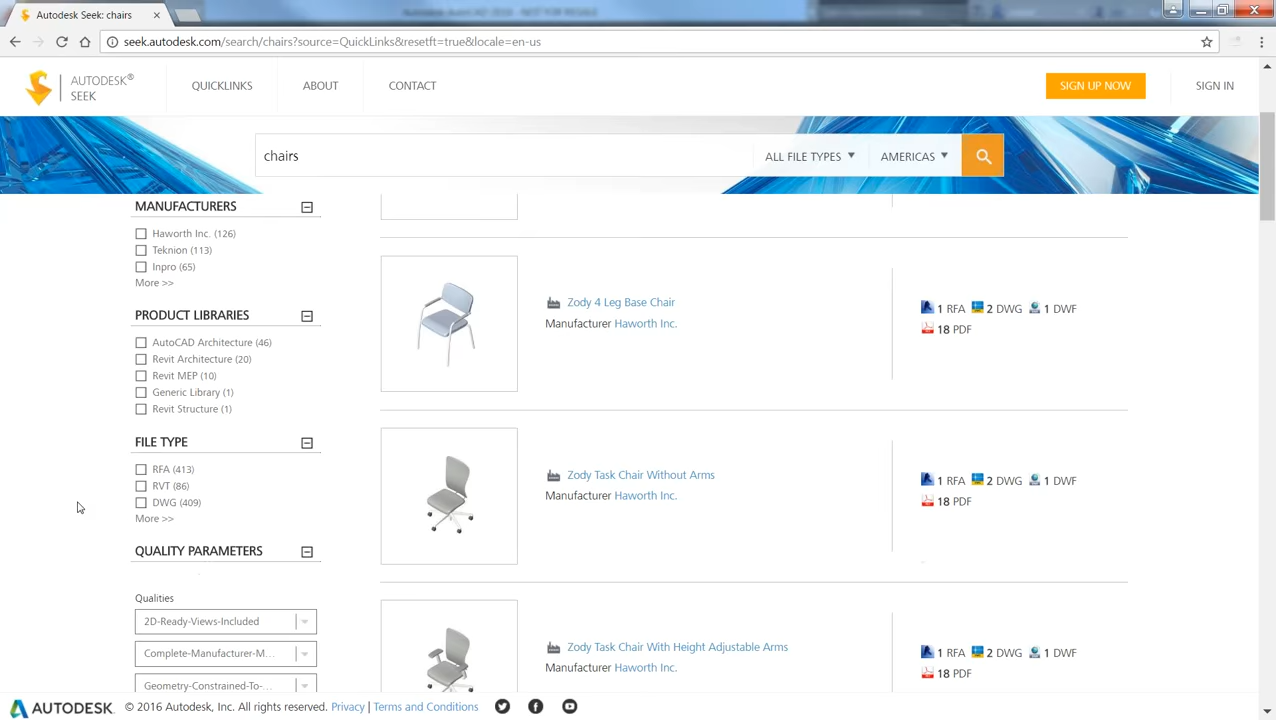 Autodesk Seek: chairs
Autodesk AutoCAD 2016 - NOT FOR RESALE
seek.autodesk.com/search/chairs?source=QuickLinks&resetft=true&locale=en-us
AUTODESK®
SEEK
QUICKLINKS
ABOUT
CONTACT
SIGN UP NOW
SIGN IN
chairs
ALL FILE TYPES
AMERICAS
MANUFACTURERS
Haworth Inc. (126)
Teknion (113)
Inpro (65)
More >>
PRODUCT LIBRARIES
AutoCAD Architecture (46)
Revit Architecture (20)
Revit MEP (10)
Generic Library (1)
Revit Structure (1)
FILE TYPE
RFA (413)
RVT (86)
DWG (409)
More >>
QUALITY PARAMETERS
Qualities
2D-Ready-Views-Included
Complete-Manufacturer-M...
Geometry-Constrained-To-...
Zody 4 Leg Base Chair
Manufacturer Haworth Inc.
1 RFA 2 DWG 1 DWF
18 PDF
Zody Task Chair Without Arms
Manufacturer Haworth Inc.
1 RFA 2 DWG 1 DWF
18 PDF
Zody Task Chair With Height Adjustable Arms
Manufacturer Haworth Inc.
1 RFA 2 DWG 1 DWF
18 PDF
AUTODESK.
© 2016 Autodesk, Inc. All rights reserved. Privacy | Terms and Conditions